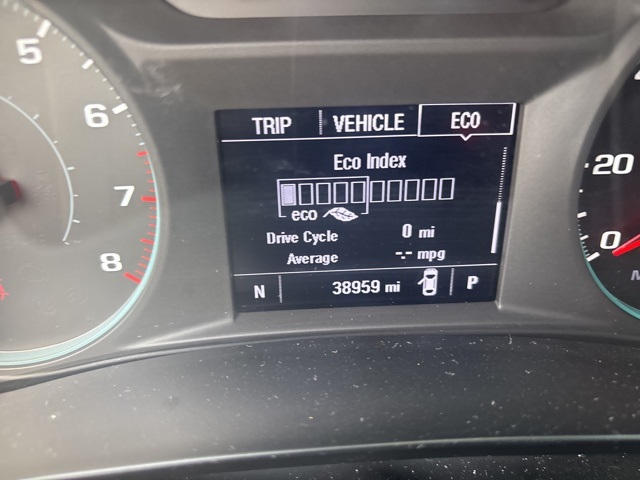 5
6
7
8
TRIP VEHICLE ECO
Eco Index
eco
Drive Cycle 0 mi
Average -.- mpg
N 38959 mi P
20
0